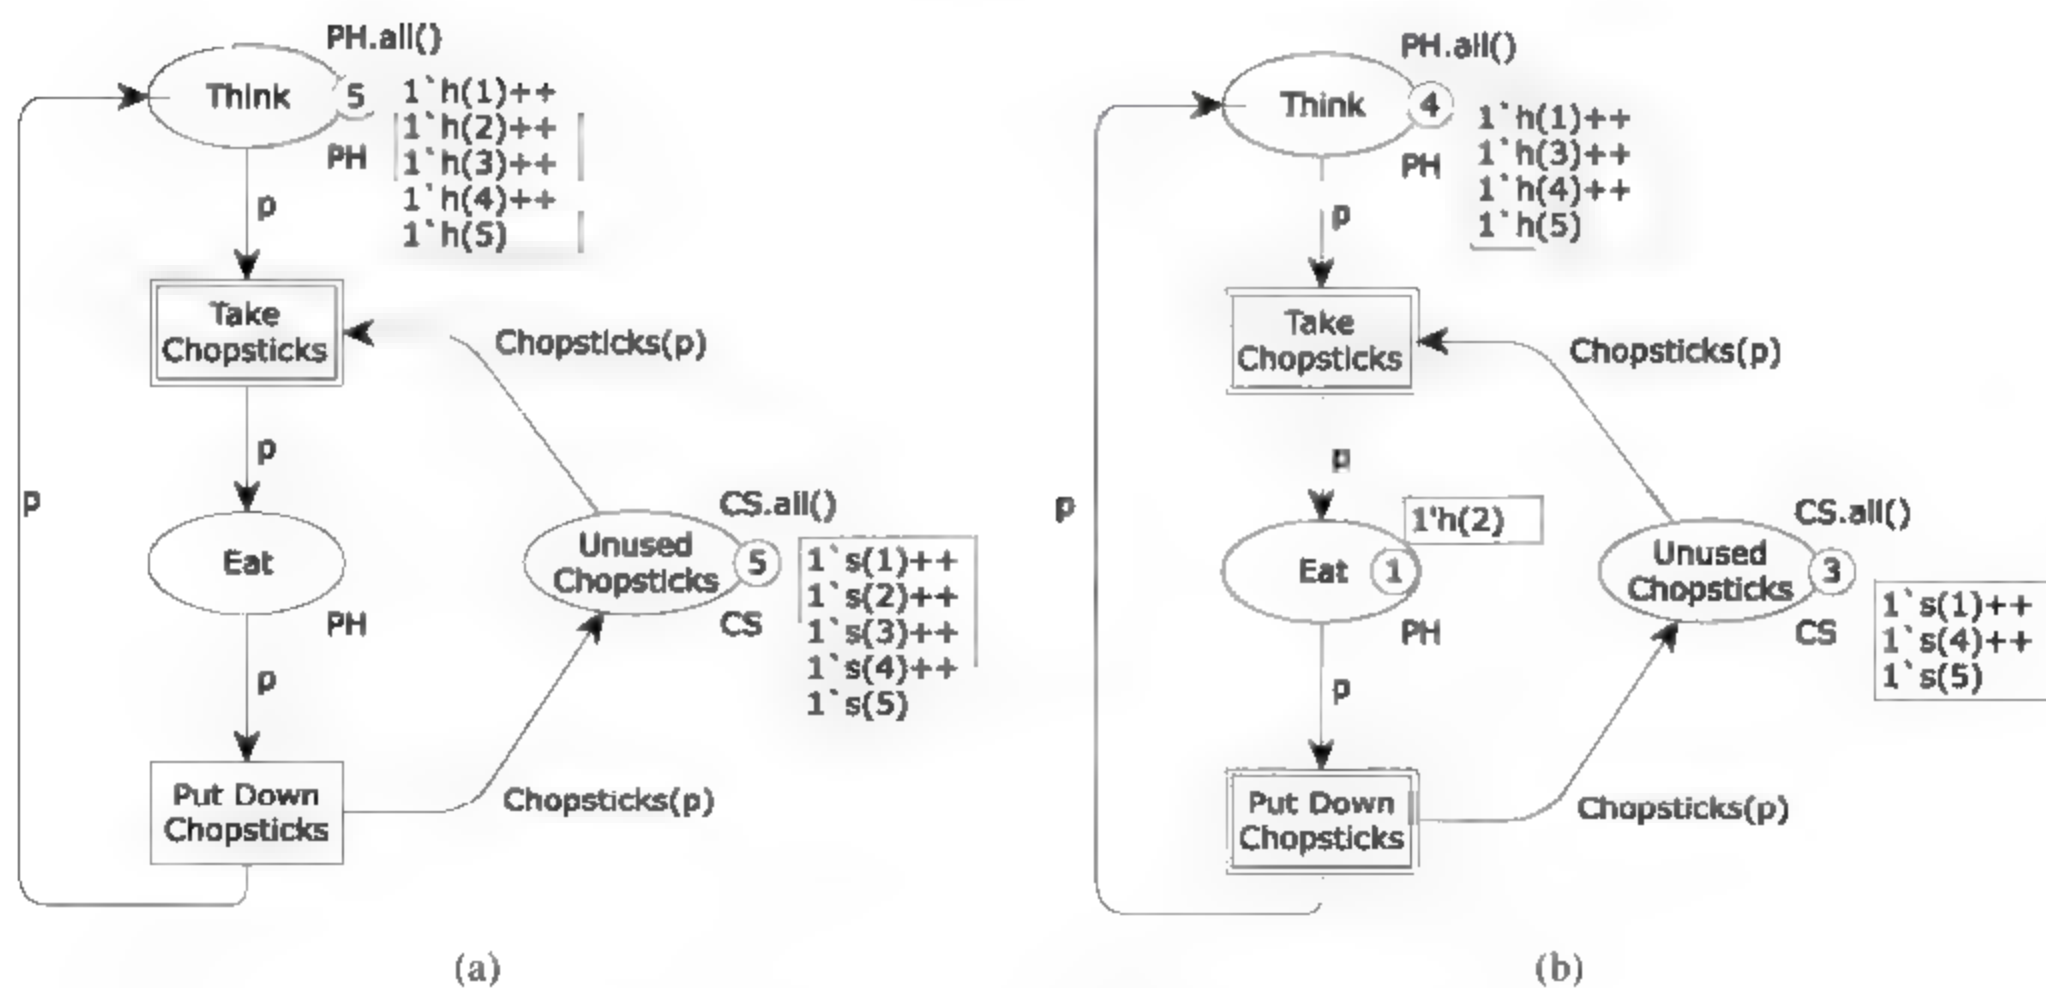 PH.all()
Think
5
1`h(1)++
1`h(2)++
1`h(3)++
1`h(4)++
1`h(5)
PH
p
Take
Chopsticks
Chopsticks(p)
p
p
Eat
PH
CS.all()
Unused
Chopsticks
5
CS
1`s(1)++
1`s(2)++
1`s(3)++
1`s(4)++
1`s(5)
p
Put Down
Chopsticks
Chopsticks(p)
(a)
PH.all()
Think
4
1`h(1)++
1`h(3)++
1`h(4)++
1`h(5)
PH
p
Take
Chopsticks
Chopsticks(p)
p
p
1'h(2)
Eat
1
PH
CS.all()
Unused
Chopsticks
3
CS
1`s(1)++
1`s(4)++
1`s(5)
p
Put Down
Chopsticks
Chopsticks(p)
(b)